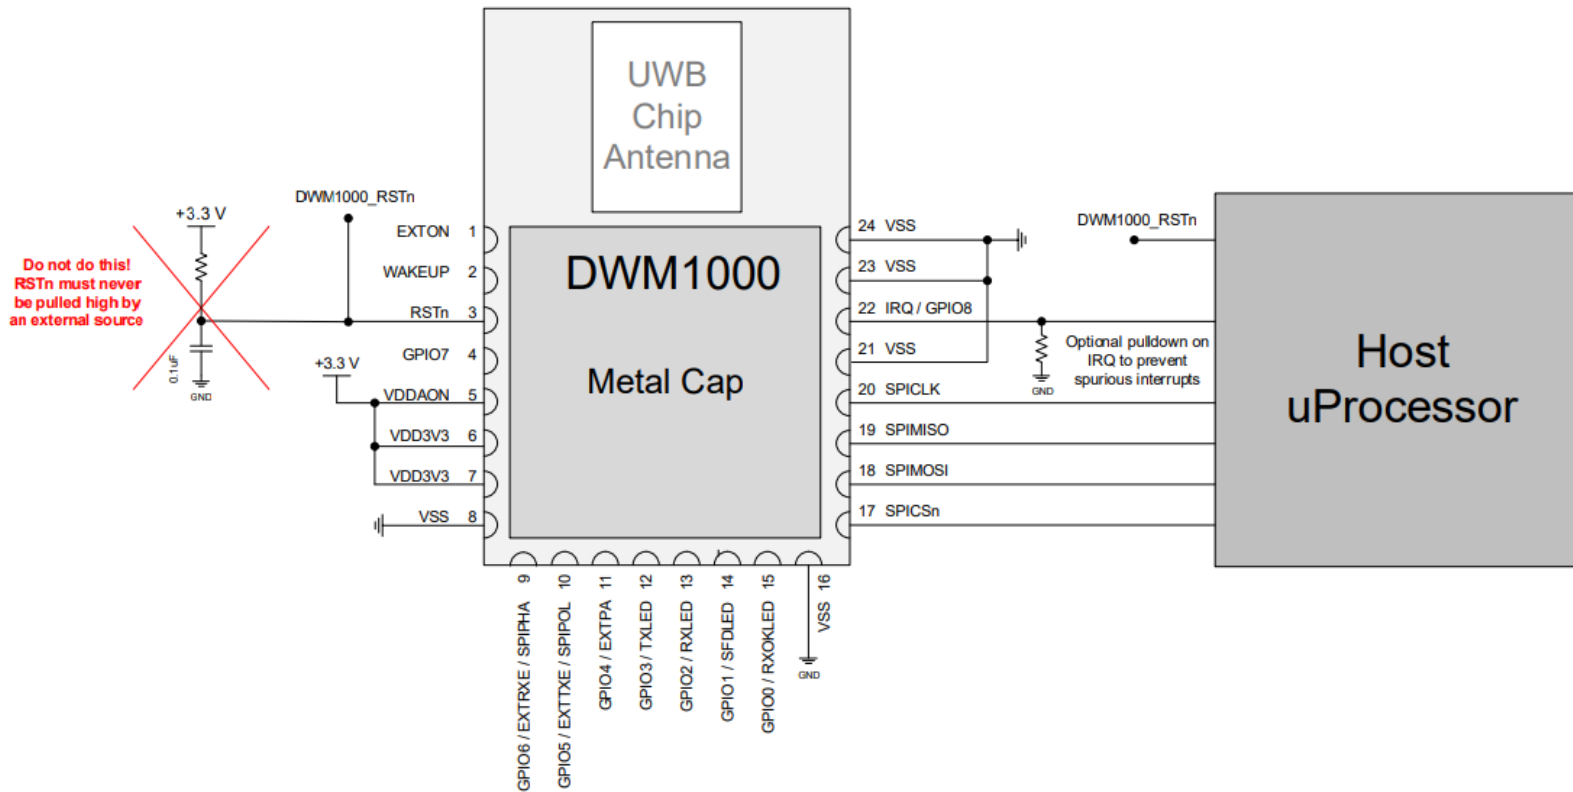 UWB
Chip
Antenna
DWM1000_RSTn
+3.3 V
Do not do this!
RSTn must never
be pulled high by
an external source
0.1uF
GND
+3.3 V
EXTON 1
WAKEUP 2
RSTn 3
GPIO7 4
VDDAON 5
VDD3V3 6
VDD3V3 7
VSS 8
DWM1000
Metal Cap
24 VSS
23 VSS
22 IRQ / GPIO8
21 VSS
20 SPICLK
19 SPIMISO
18 SPIMOSI
17 SPICSn
GPIO6 / EXTRXE / SPIPHA 9
GPIO5 / EXTTXE / SPIPOL 10
GPIO4 / EXTPA 11
GPIO3 / TXLED 12
GPIO2 / RXLED 13
GPIO1 / SFDLED 14
GPIO0 / RXOKLED 15
VSS 16
GND
Optional pulldown on
IRQ to prevent
spurious interrupts
GND
DWM1000_RSTn
Host
uProcessor